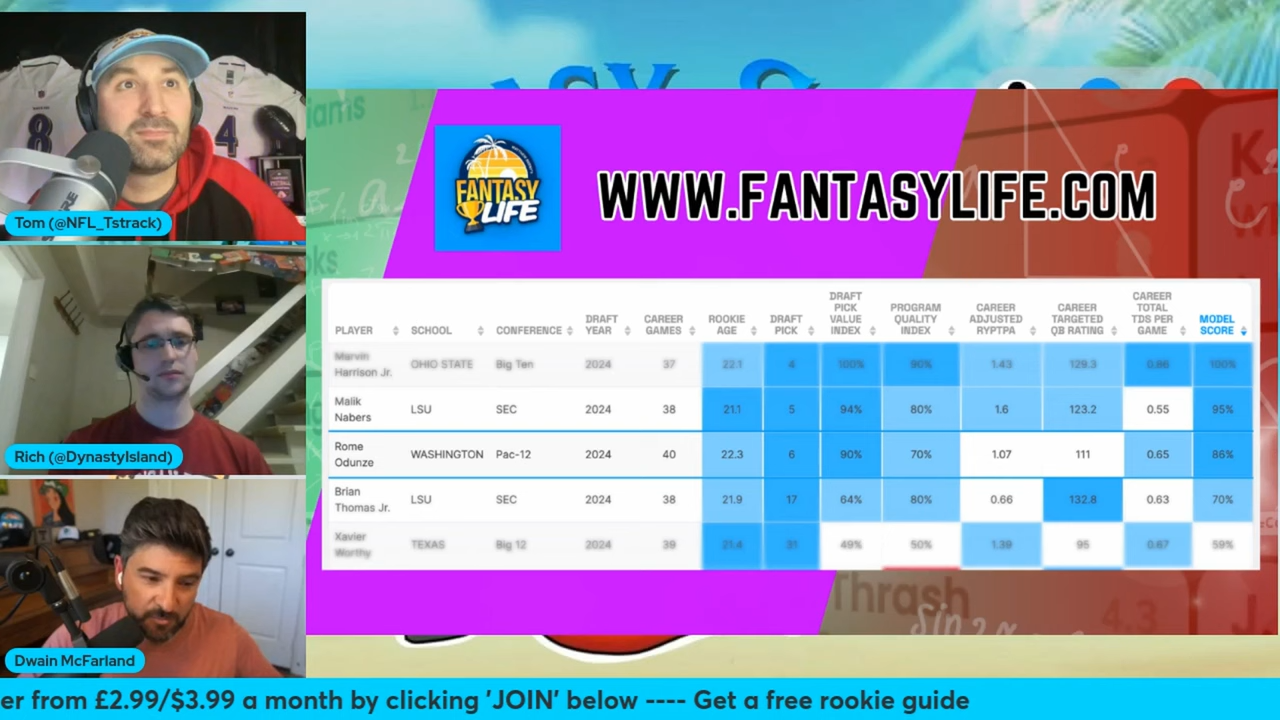 8
4
Tom (@NFL_Tstrack)
Rich (@DynastyIsland)
Dwain McFarland
FANTASY
LIFE
WWW.FANTASYLIFE.COM
PLAYER SCHOOL CONFERENCE DRAFT YEAR CAREER GAMES ROOKIE AGE DRAFT PICK DRAFT PICK VALUE INDEX PROGRAM QUALITY INDEX CAREER ADJUSTED RYPTPA CAREER TARGETED QB RATING CAREER TOTAL TDS PER GAME MODEL SCORE
Marvin Harrison Jr. OHIO STATE Big Ten 2024 37 22.1 4 100% 90% 1.43 129.3 0.96 100%
Malik Nabers LSU SEC 2024 38 21.1 5 94% 80% 1.6 123.2 0.55 95%
Rome Odunze WASHINGTON Pac-12 2024 40 22.3 6 90% 70% 1.07 111 0.65 86%
Brian Thomas Jr. LSU SEC 2024 38 21.9 17 64% 80% 0.66 132.8 0.63 70%
Xavier Worthy TEXAS Big 12 2024 39 21.4 31 49% 50% 1.39 95 0.67 59%
Thrash
4.3
er from £2.99/$3.99 a month by clicking 'JOIN' below ---- Get a free rookie guide